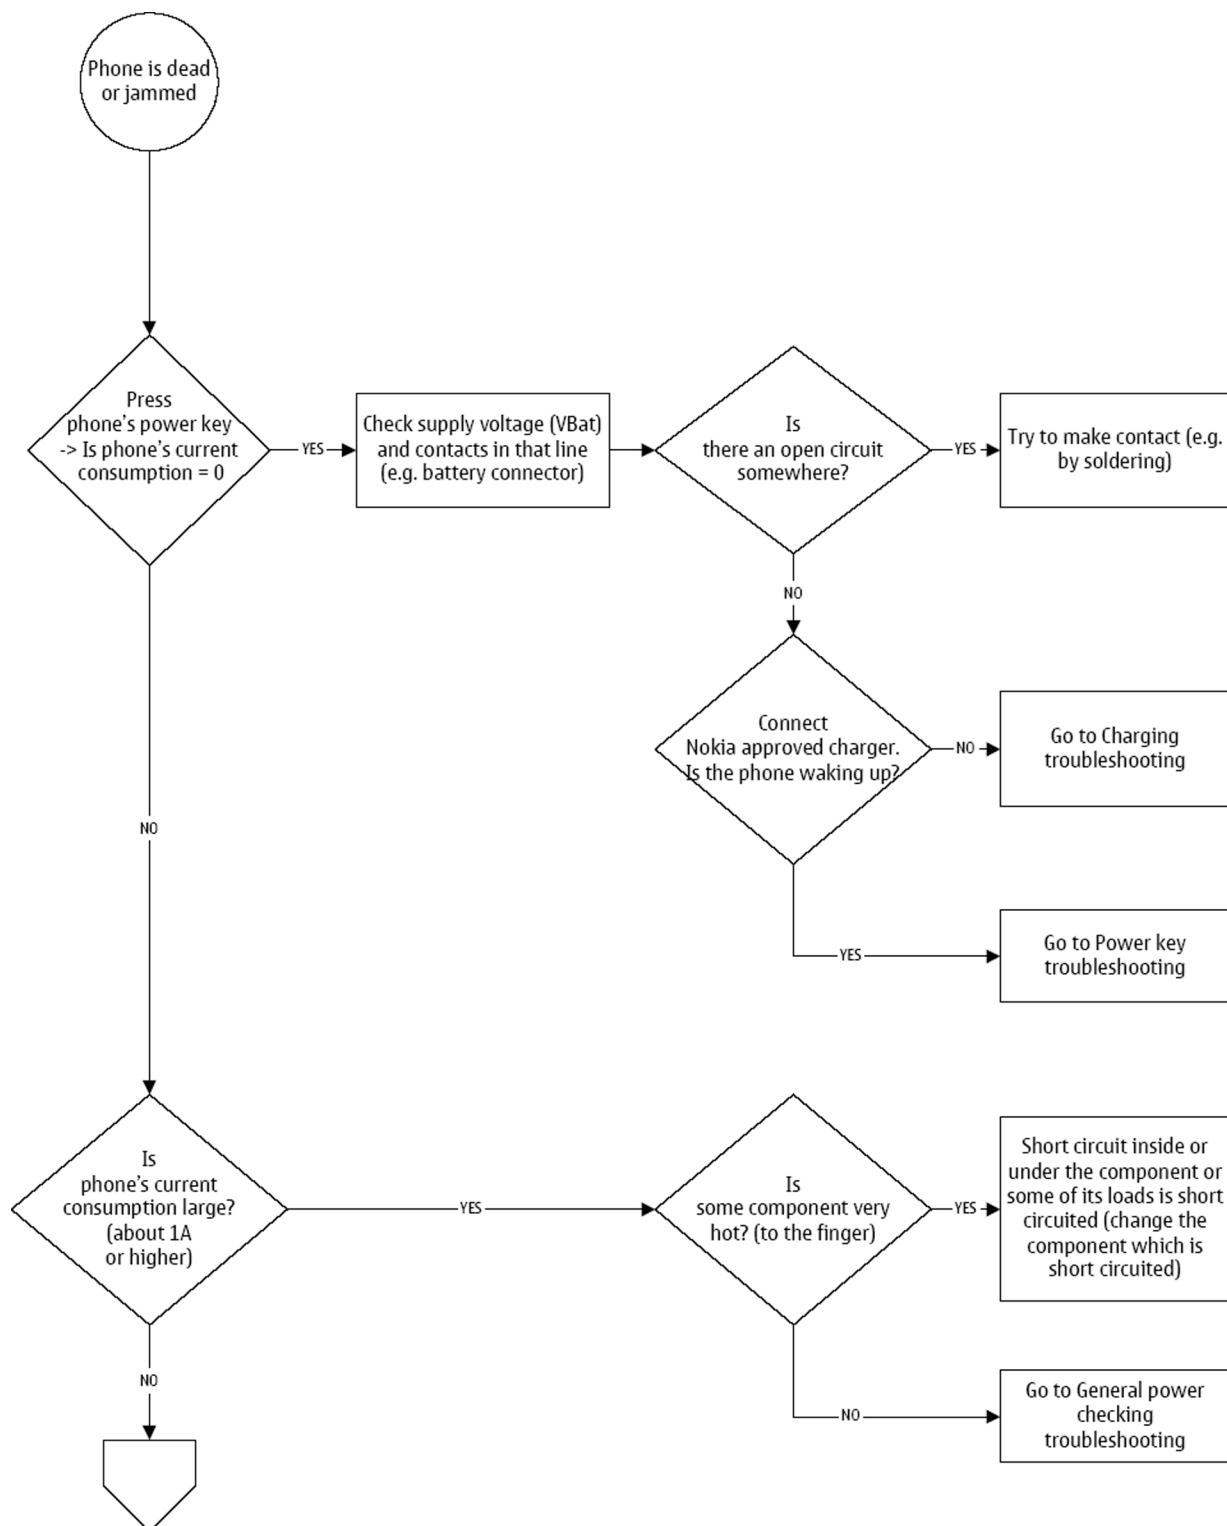 Phone is dead
or jammed
Press
phone's power key
-> Is phone's current
consumption = 0
YES
Check supply voltage (VBat)
and contacts in that line
(e.g. battery connector)
Is
there an open circuit
somewhere?
YES
Try to make contact (e.g.
by soldering)
NO
Connect
Nokia approved charger.
Is the phone waking up?
NO
Go to Charging
troubleshooting
YES
Go to Power key
troubleshooting
NO
Is
phone's current
consumption large?
(about 1A
or higher)
YES
Is
some component very
hot? (to the finger)
YES
Short circuit inside or
under the component or
some of its loads is short
circuited (change the
component which is
short circuited)
NO
Go to General power
checking
troubleshooting
NO